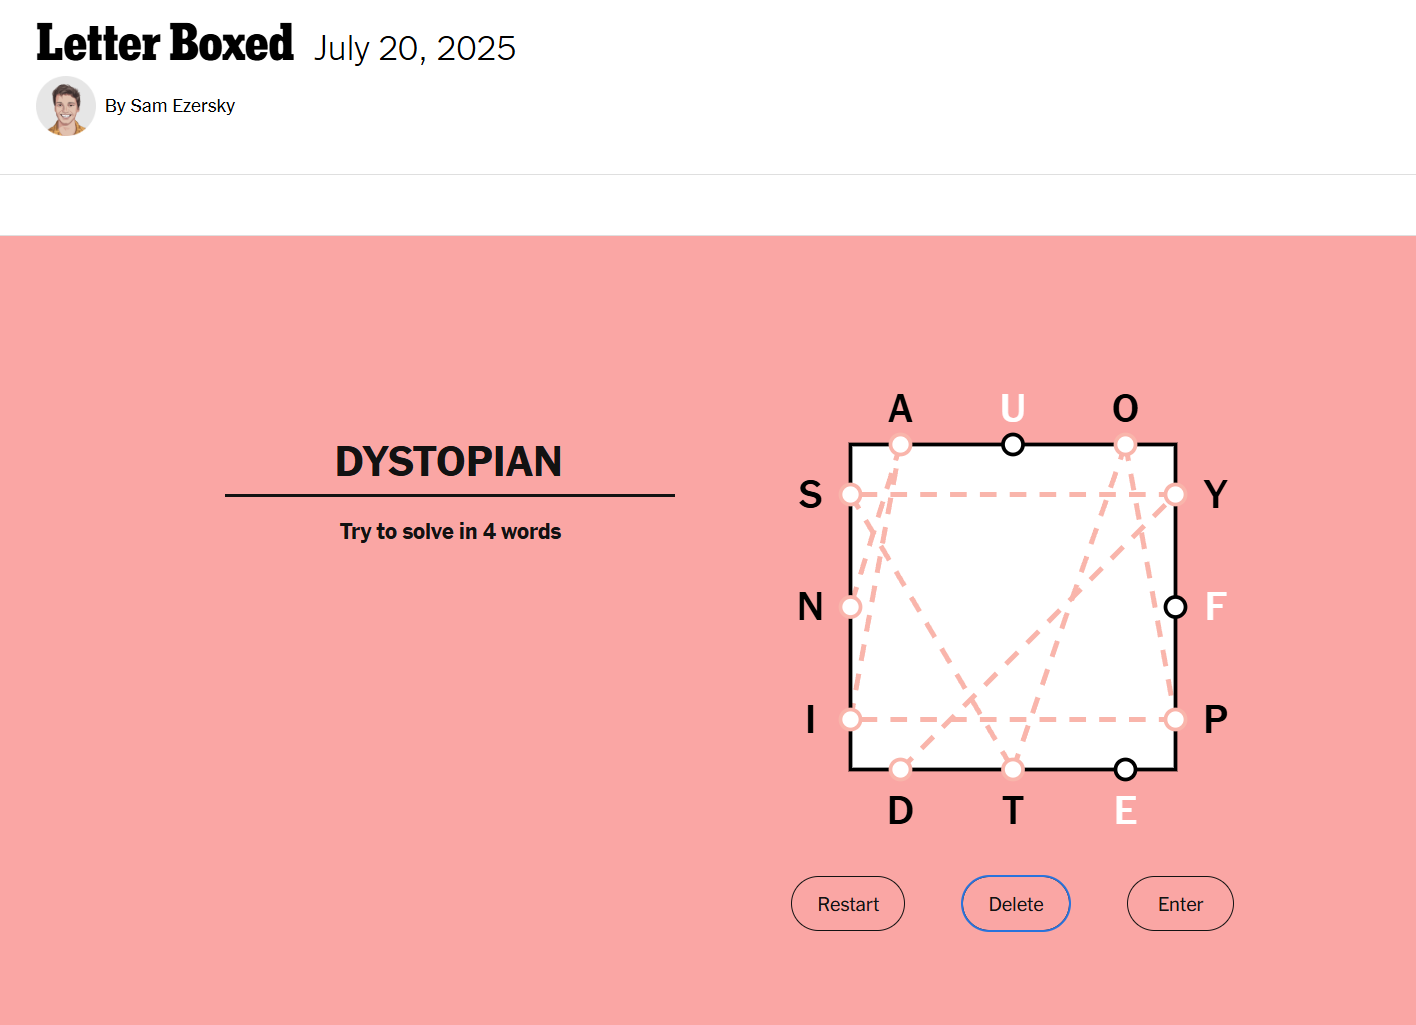 Letter Boxed July 20, 2025
By Sam Ezersky
DYSTOPIAN
Try to solve in 4 words
A U O
S Y
N F
I P
D T E
Restart Delete Enter